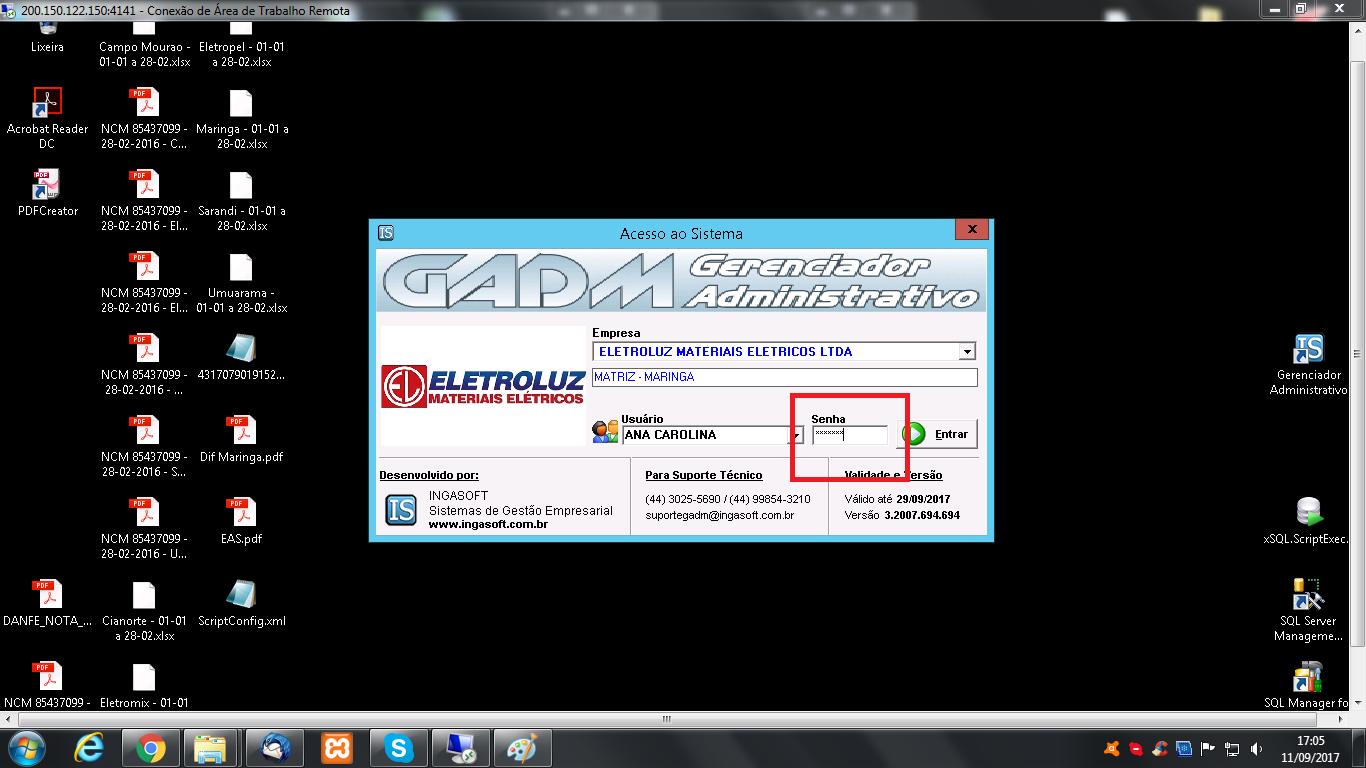 200.150.122.150:4141 - Conexão de Área de Trabalho Remota
Lixeira
Campo Mourao -
01-01 a 28-02.xlsx
Eletropel - 01-01
a 28-02.xlsx
Acrobat Reader
DC
NCM 85437099 -
28-02-2016 - C...
Maringa - 01-01 a
28-02.xlsx
PDFCreator
NCM 85437099 -
28-02-2016 - El...
Sarandi - 01-01 a
28-02.xlsx
NCM 85437099 -
28-02-2016 - El...
Umuarama -
01-01 a 28-02.xlsx
NCM 85437099 -
28-02-2016 - ...
4317079019152...
NCM 85437099 -
28-02-2016 - S...
Dif Maringa.pdf
NCM 85437099 -
28-02-2016 - U...
EAS.pdf
DANFE_NOTA_...
Cianorte - 01-01
a 28-02.xlsx
ScriptConfig.xml
NCM 85437099 -
Eletromix - 01-01
IS
Acesso ao Sistema
x
GADM Gerenciador
Administrativo
Empresa
ELETROLUZ MATERIAIS ELETRICOS LTDA
MATRIZ - MARINGA
EL ELETROLUZ
MATERIAIS ELÉTRICOS
Usuário
ANA CAROLINA
Senha
*******
Entrar
Desenvolvido por:
IS
INGASOFT
Sistemas de Gestão Empresarial
www.ingasoft.com.br
Para Suporte Técnico
(44) 3025-5690 / (44) 99854-3210
suportegadm@ingasoft.com.br
Validade e Versão
Válido até 29/09/2017
Versão 3.2007.694.694
IS
Gerenciador
Administrativo
xSQL.ScriptExec.
SQL Server
Manageme...
SQL Manager fo
17:05
11/09/2017